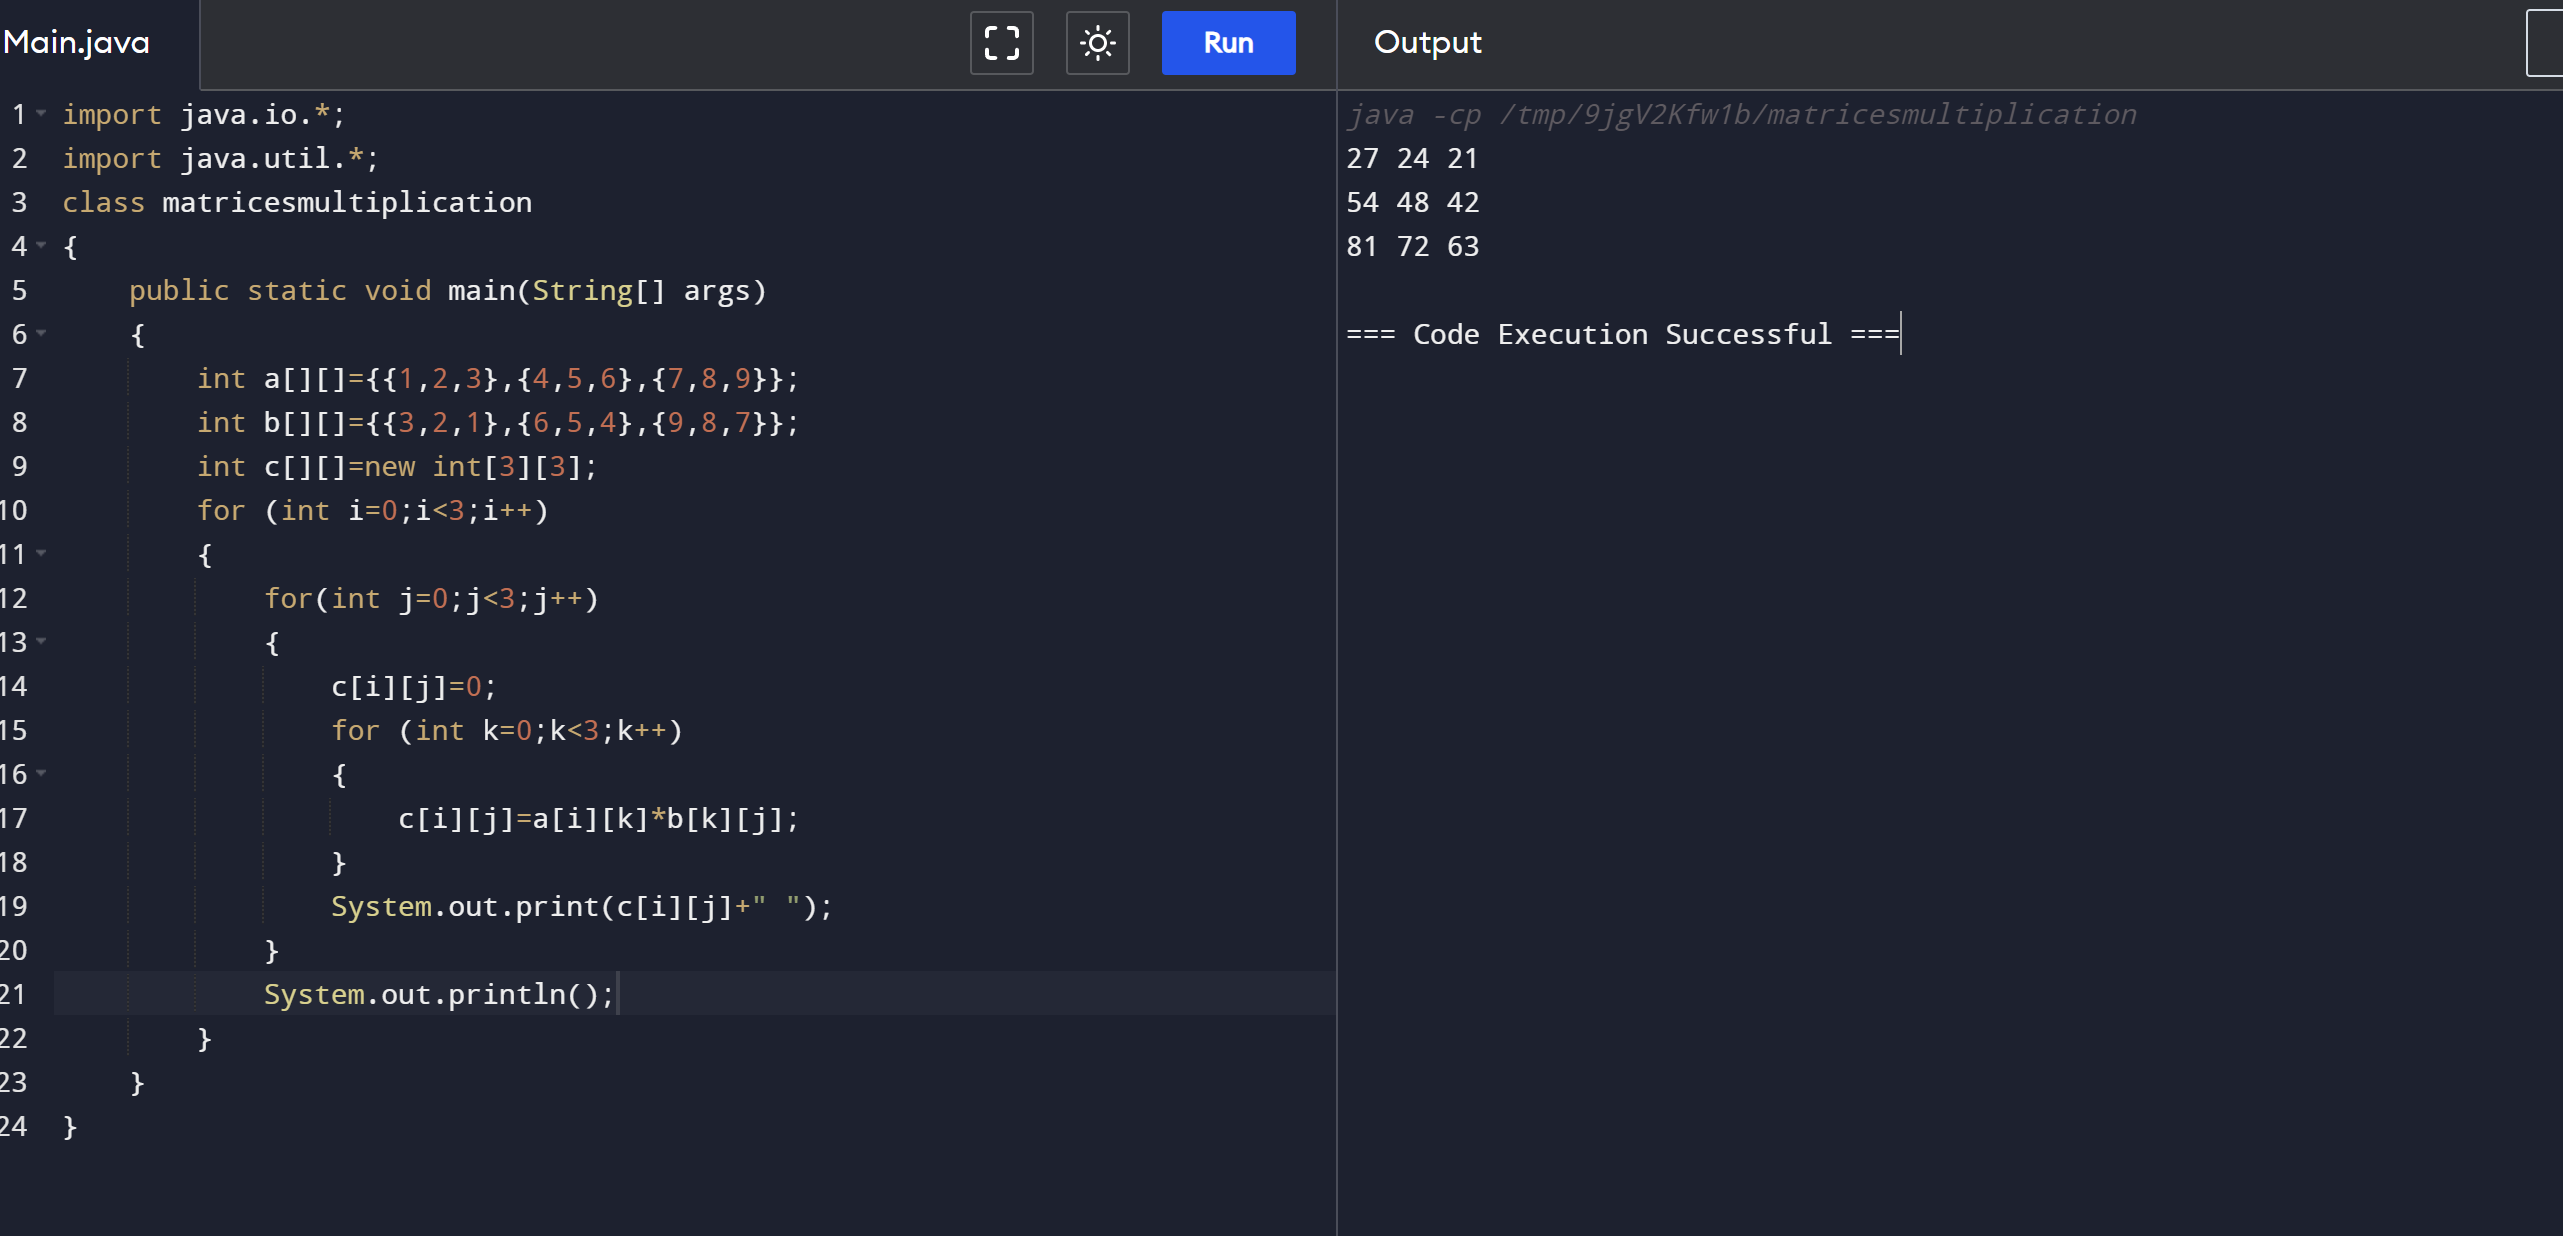 Main.java
Run
Output
1 import java.io.*;
2 import java.util.*;
3 class matricesmultiplication
4 {
5     public static void main(String[] args)
6     {
7         int a[][]={{1,2,3},{4,5,6},{7,8,9}};
8         int b[][]={{3,2,1},{6,5,4},{9,8,7}};
9         int c[][]=new int[3][3];
10         for (int i=0;i<3;i++)
11         {
12             for(int j=0;j<3;j++)
13             {
14                 c[i][j]=0;
15                 for (int k=0;k<3;k++)
16                 {
17                     c[i][j]=a[i][k]*b[k][j];
18                 }
19                 System.out.print(c[i][j]+" ");
20             }
21             System.out.println();
22         }
23     }
24 }
java -cp /tmp/9jgV2Kfw1b/matricesmultiplication
27 24 21
54 48 42
81 72 63
=== Code Execution Successful ===